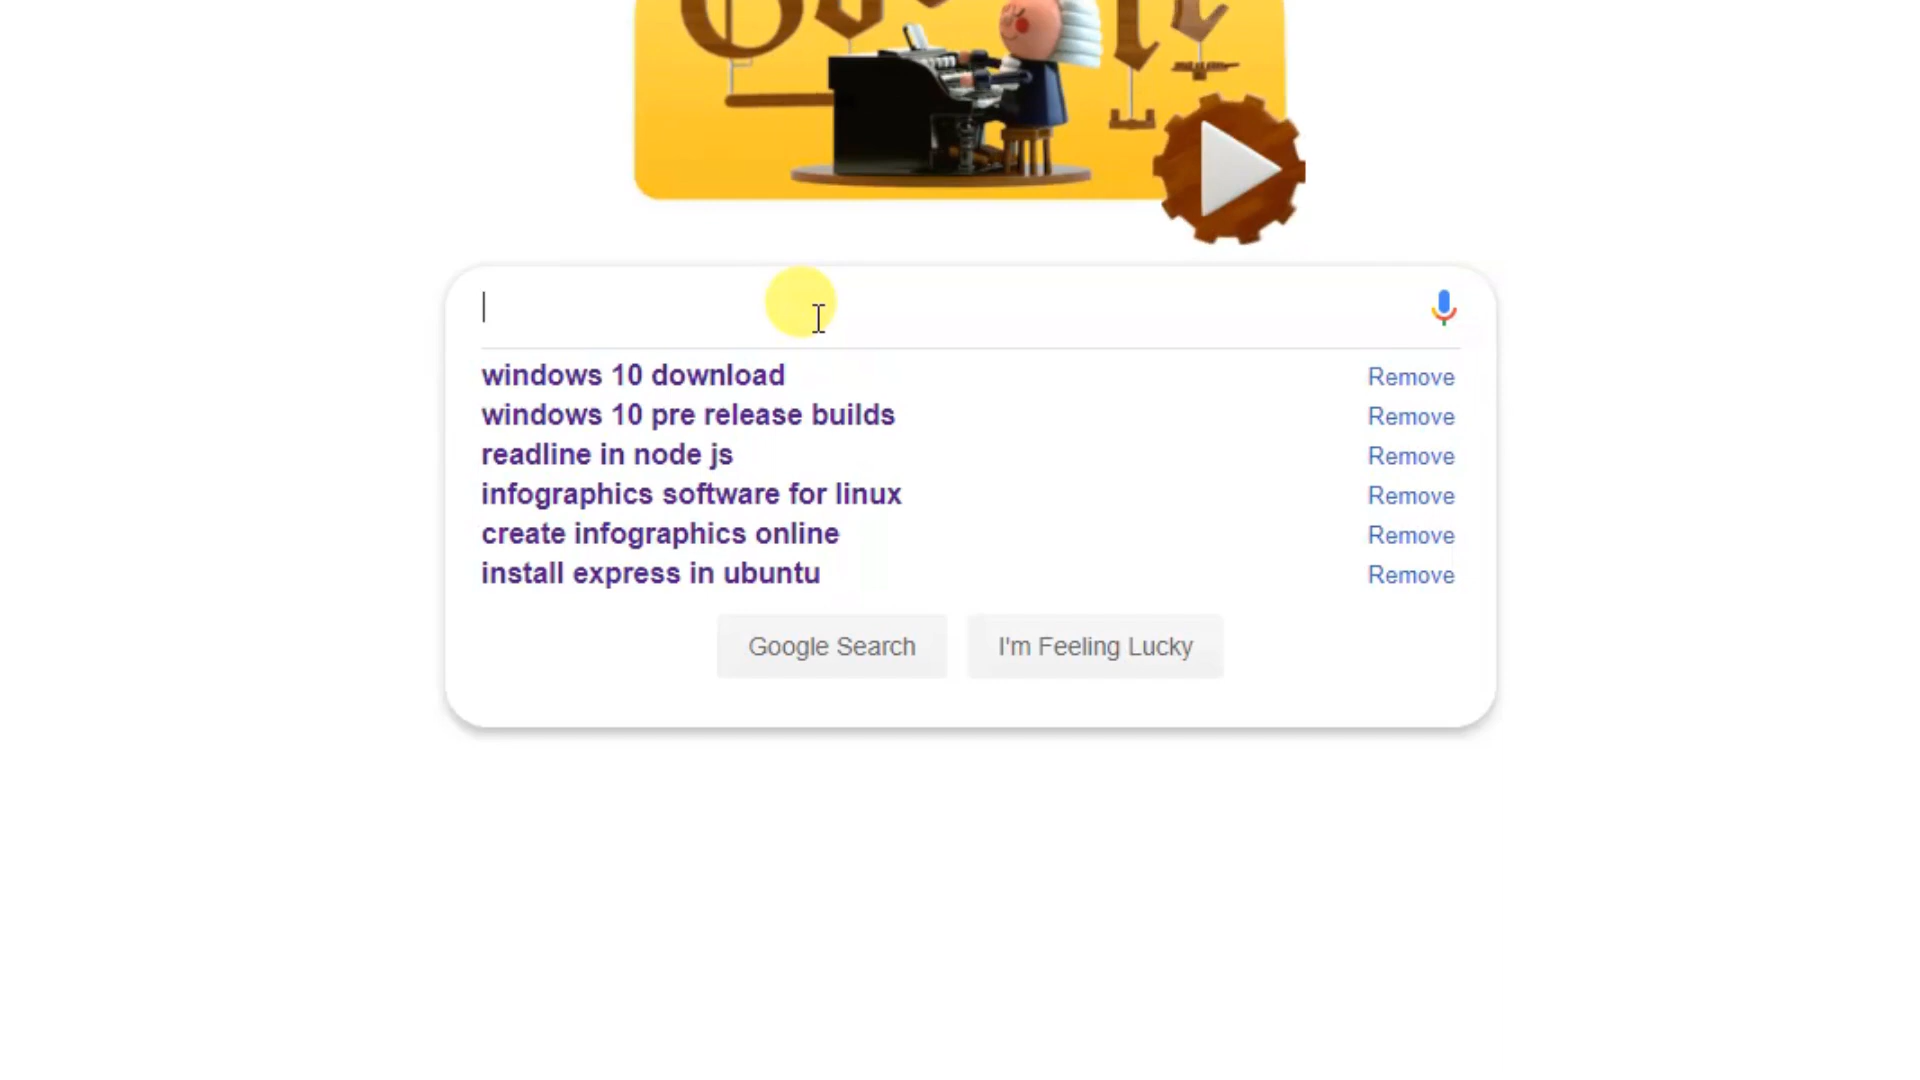 windows 10 download Remove
windows 10 pre release builds Remove
readline in node js Remove
infographics software for linux Remove
create infographics online Remove
install express in ubuntu Remove
Google Search I'm Feeling Lucky